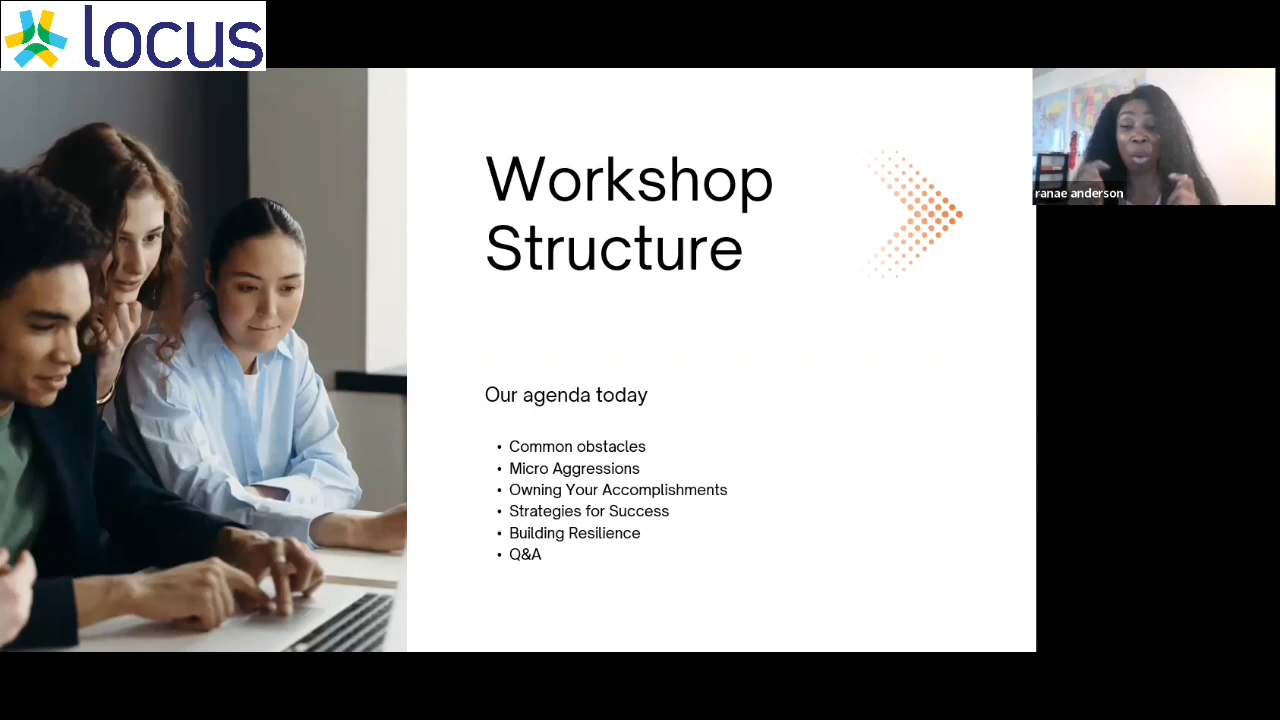 locus
Workshop
Structure
ranae anderson
Our agenda today
• Common obstacles
• Micro Aggressions
• Owning Your Accomplishments
• Strategies for Success
• Building Resilience
• Q&A